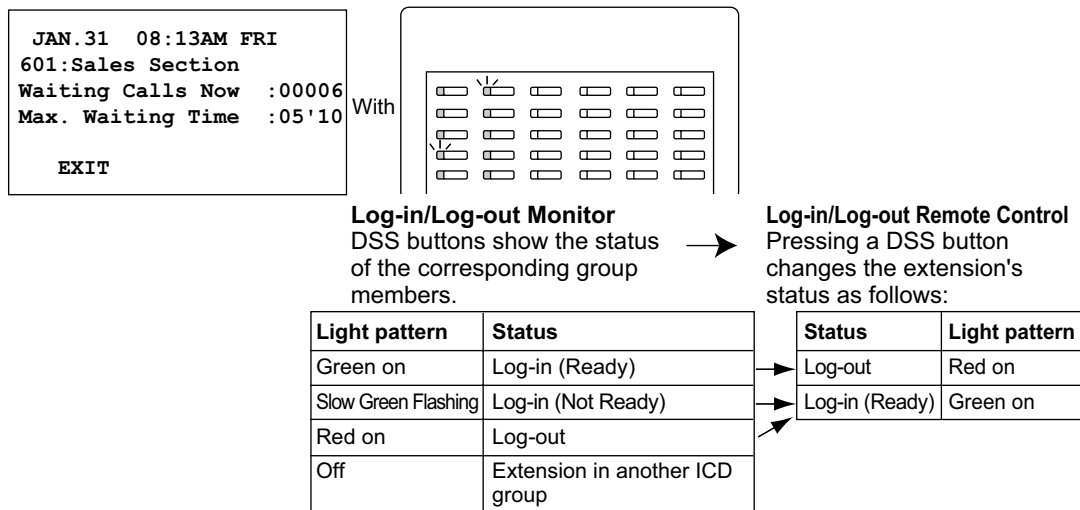 JAN.31 08:13AM FRI
601:Sales Section
Waiting Calls Now :00006
Max. Waiting Time :05'10
EXIT
With
Log-in/Log-out Monitor
DSS buttons show the status
of the corresponding group
members.
Log-in/Log-out Remote Control
Pressing a DSS button
changes the extension's
status as follows:
Light pattern Status
Green on Log-in (Ready)
Slow Green Flashing Log-in (Not Ready)
Red on Log-out
Off Extension in another ICD
group
Status Light pattern
Log-out Red on
Log-in (Ready) Green on